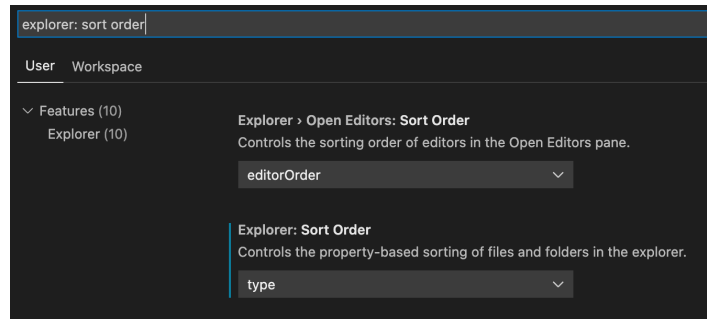 explorer: sort order
User Workspace
Features (10)
Explorer (10)
Explorer › Open Editors: Sort Order
Controls the sorting order of editors in the Open Editors pane.
editorOrder
Explorer: Sort Order
Controls the property-based sorting of files and folders in the explorer.
type